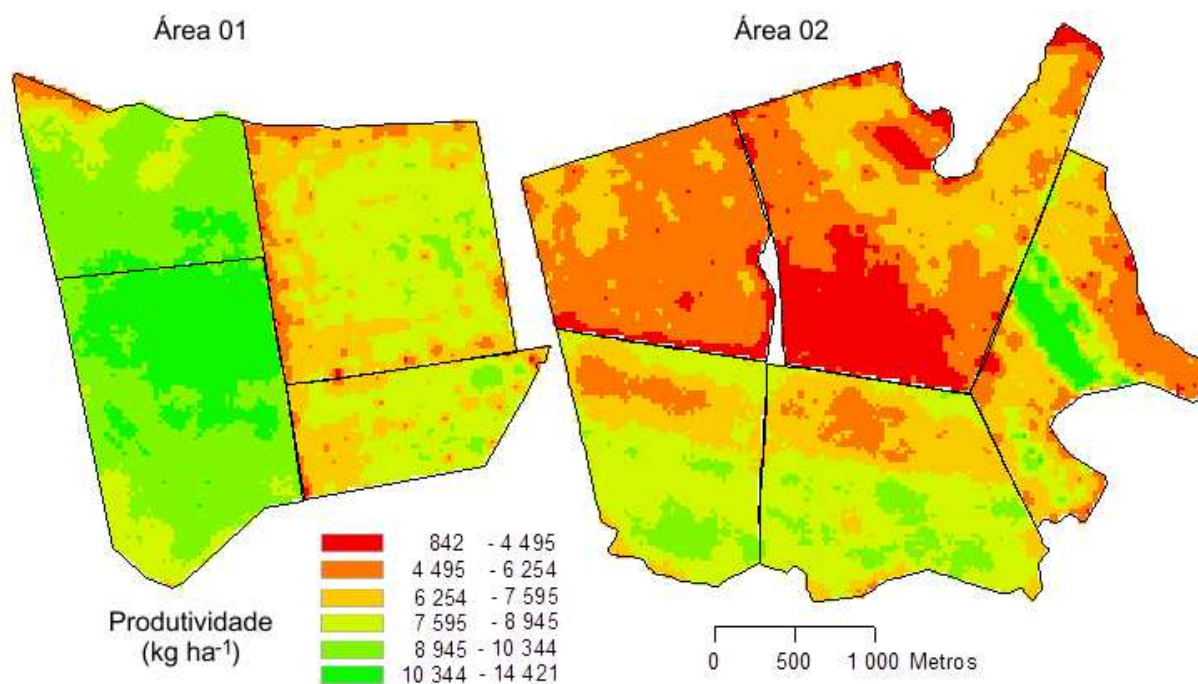 Área 01
Área 02
842 - 4 495
4 495 - 6 254
6 254 - 7 595
7 595 - 8 945
8 945 - 10 344
10 344 - 14 421
Produtividade
(kg ha-1)
0 500 1 000 Metros